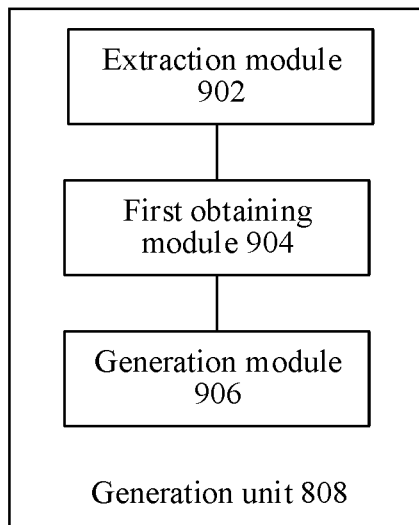 Extraction module
902
First obtaining
module 904
Generation module
906
Generation unit 808